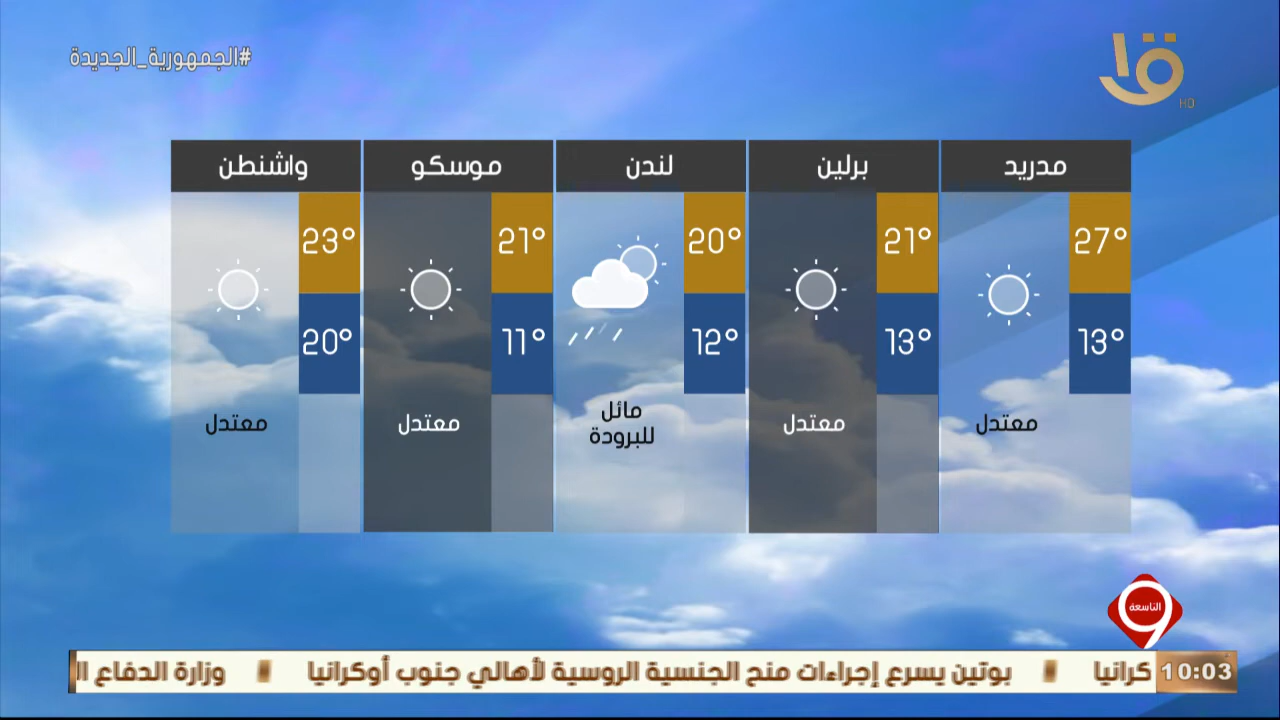 #الجمهورية_الجديدة
HD
مدريد
27°
13°
معتدل
برلين
21°
13°
معتدل
لندن
20°
12°
مائل
للبرودة
موسكو
21°
11°
معتدل
واشنطن
23°
20°
معتدل
التاسعة
9
10:03
كرانيا ▪ بوتين يسرع إجراءات منح الجنسية الروسية لأهالي جنوب أوكرانيا ▪ وزارة الدفاع ال